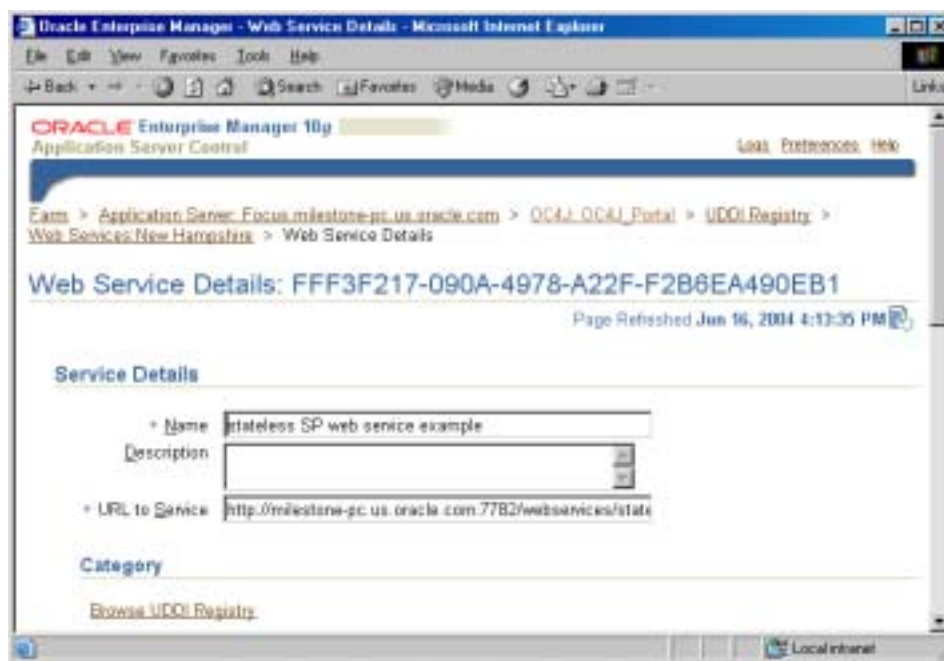 Oracle Enterprise Manager - Web Service Details - Microsoft Internet Explorer
File Edit View Favorites Tools Help
Back Search Favorites Media Links
ORACLE Enterprise Manager 10g
Application Server Control
Logs Preferences Help
Farm > Application Server: Focus.milestone-pc.us.oracle.com > OC4J: OC4J_Portal > UDDI Registry >
Web Services:New Hampshire > Web Service Details
Web Service Details: FFF3F217-090A-4978-A22F-F2B6EA490EB1
Page Refreshed Jun 16, 2004 4:13:35 PM
Service Details
* Name stateless SP web service example
Description
* URL to Service http://milestone-pc.us.oracle.com:7782/webservices/state
Category
Browse UDDI Registry
Local intranet